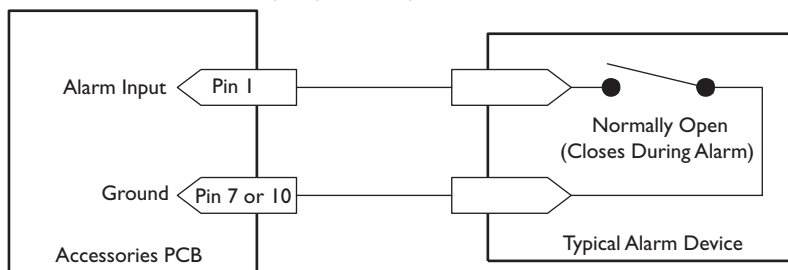 Alarm Input
Pin 1
Normally Open
(Closes During Alarm)
Ground
Pin 7 or 10
Accessories PCB
Typical Alarm Device